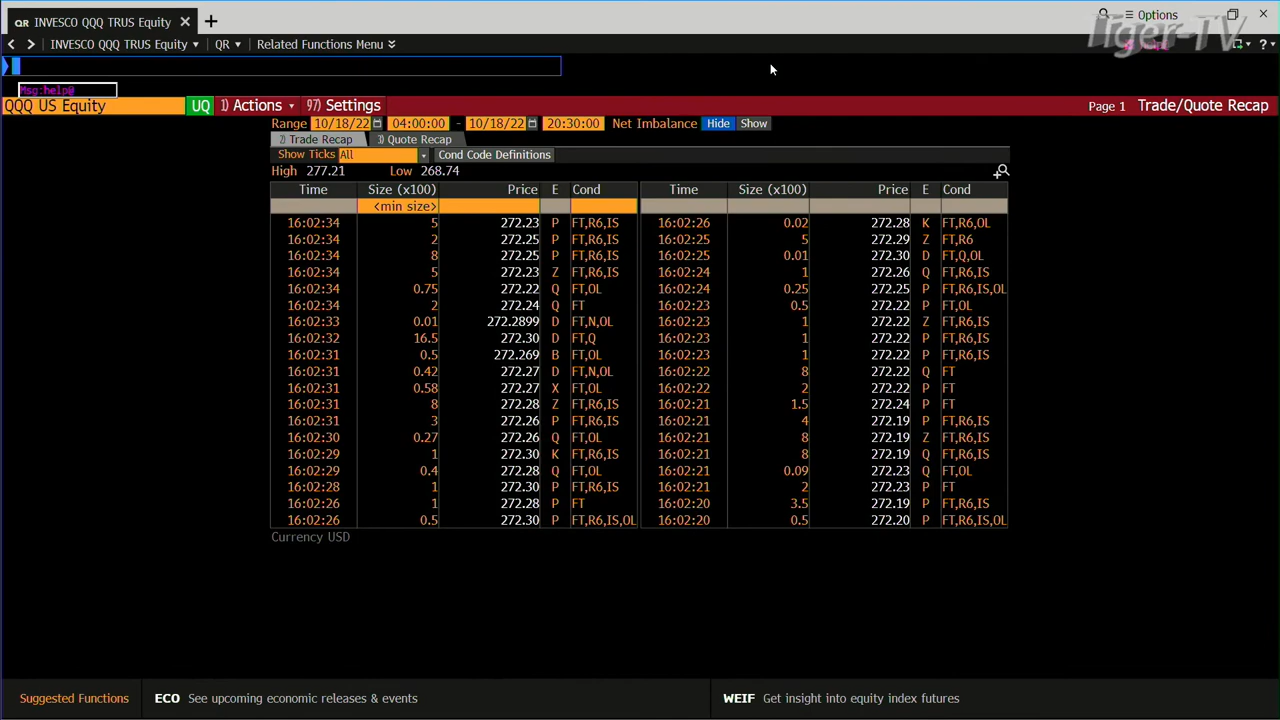 QR INVESCO QQQ TRUS Equity
Options
Tiger-TV
INVESCO QQQ TRUS Equity QR Related Functions Menu
Msg:help@
QQQ US Equity UQ 1) Actions 97) Settings Page 1 Trade/Quote Recap
Range 10/18/22 04:00:00 - 10/18/22 20:30:00 Net Imbalance Hide Show
2) Trade Recap 3) Quote Recap
Show Ticks All Cond Code Definitions
High 277.21 Low 268.74
Time Size (x100) Price E Cond Time Size (x100) Price E Cond
<min size>
16:02:34 5 272.23 P FT,R6,IS 16:02:26 0.02 272.28 K FT,R6,OL
16:02:34 2 272.25 P FT,R6,IS 16:02:25 5 272.29 Z FT,R6
16:02:34 8 272.25 P FT,R6,IS 16:02:25 0.01 272.30 D FT,Q,OL
16:02:34 5 272.23 Z FT,R6,IS 16:02:24 1 272.26 Q FT,R6,IS
16:02:34 0.75 272.22 Q FT,OL 16:02:24 0.25 272.25 P FT,R6,IS,OL
16:02:34 2 272.24 Q FT 16:02:23 0.5 272.22 P FT,OL
16:02:33 0.01 272.2899 D FT,N,OL 16:02:23 1 272.22 Z FT,R6,IS
16:02:32 16.5 272.30 D FT,Q 16:02:23 1 272.22 P FT,R6,IS
16:02:31 0.5 272.269 B FT,OL 16:02:23 1 272.22 P FT,R6,IS
16:02:31 0.42 272.27 D FT,N,OL 16:02:22 8 272.22 Q FT
16:02:31 0.58 272.27 X FT,OL 16:02:22 2 272.22 P FT
16:02:31 8 272.28 Z FT,R6,IS 16:02:21 1.5 272.24 P FT
16:02:31 3 272.26 P FT,R6,IS 16:02:21 4 272.19 P FT,R6,IS
16:02:30 0.27 272.26 Q FT,OL 16:02:21 8 272.19 Z FT,R6,IS
16:02:29 1 272.30 K FT,R6,IS 16:02:21 8 272.19 Q FT,R6,IS
16:02:29 0.4 272.28 Q FT,OL 16:02:21 0.09 272.23 Q FT,OL
16:02:28 1 272.30 P FT,R6,IS 16:02:21 2 272.23 P FT
16:02:26 1 272.28 P FT 16:02:20 3.5 272.19 P FT,R6,IS
16:02:26 0.5 272.30 P FT,R6,IS,OL 16:02:20 0.5 272.20 P FT,R6,IS,OL
Currency USD
Suggested Functions ECO See upcoming economic releases & events WEIF Get insight into equity index futures